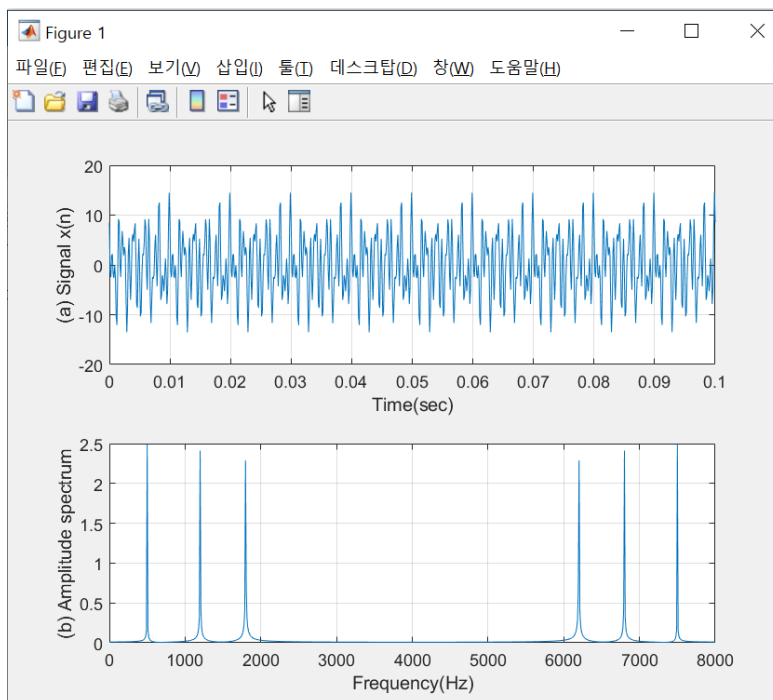 Figure 1
파일(F) 편집(E) 보기(V) 삽입(I) 툴(T) 데스크탑(D) 창(W) 도움말(H)
20
10
0
-10
-20
(a) Signal x(n)
0 0.01 0.02 0.03 0.04 0.05 0.06 0.07 0.08 0.09 0.1
Time(sec)
2.5
2
1.5
1
0.5
0
(b) Amplitude spectrum
0 1000 2000 3000 4000 5000 6000 7000 8000
Frequency(Hz)